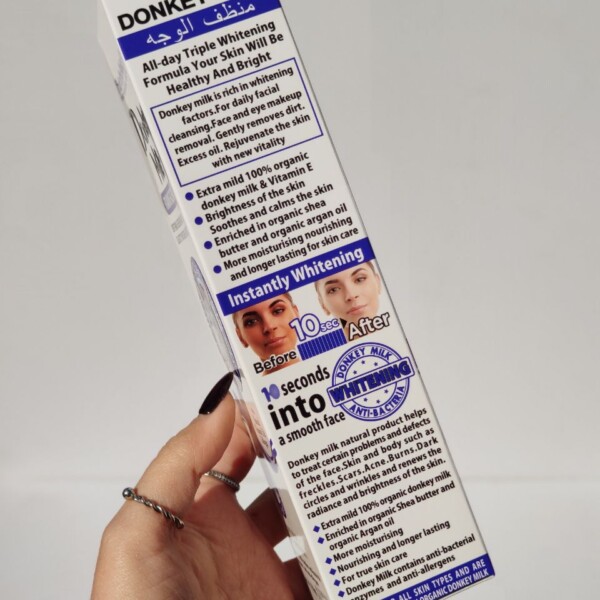 DONKEY
منظف الوجه
All-day Triple Whitening
Formula Your Skin Will Be
Healthy And Bright
Donkey milk is rich in whitening
factors.For daily facial
cleansing.Face and eye makeup
removal. Gently removes dirt.
Excess oil. Rejuvenate the skin
with new vitality
Extra mild 100% organic
donkey milk & Vitamin E
Brightness of the skin
Soothes and calms the skin
Enriched in organic shea
butter and organic argan oil
More moisturising nourishing
and longer lasting for skin care
Instantly Whitening
Before 10 sec After
10 seconds
into
a smooth face
DONKEY MILK
WHITENING
ANTI-BACTERIA
Donkey milk natural product helps
to treat certain problems and defects
of the face.Skin and body such as
freckles.Scars.Acne.Burns.Dark
circles and wrinkles and renews the
radiance and brightness of the skin.
Extra mild 100% organic donkey milk
Enriched in organic Shea butter and
organic Argan oil
More moisturising
Nourishing and longer lasting
For true skin care
Donkey Milk contains anti-bacterial
enzymes and anti-allergens
ALL SKIN TYPES AND ARE
ORGANIC DONKEY MILK